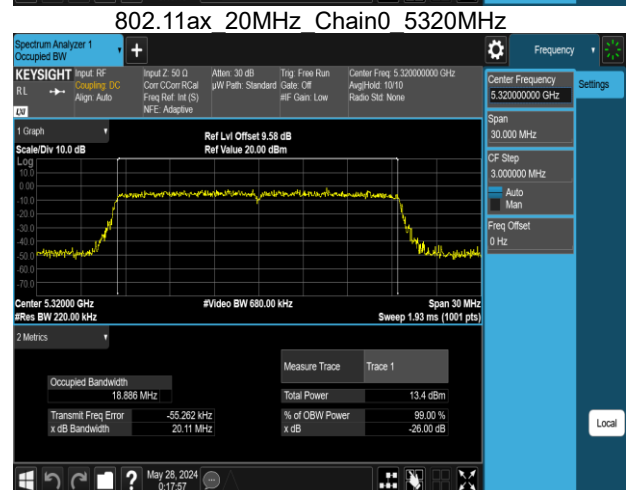 802.11ax_20MHz_Chain0_5320MHz
Spectrum Analyzer 1
Occupied BW
+
Frequency
KEYSIGHT
RL
LXI
Input: RF
Coupling: DC
Align: Auto
Input Z: 50 Ω
Corr CCorr RCal
Freq Ref: Int (S)
NFE: Adaptive
Atten: 30 dB
µW Path: Standard
Trig: Free Run
Gate: Off
#IF Gain: Low
Center Freq: 5.320000000 GHz
Avg|Hold: 10/10
Radio Std: None
Center Frequency
5.320000000 GHz
Settings
Span
30.000 MHz
CF Step
3.000000 MHz
Auto
Man
Freq Offset
0 Hz
1 Graph
Scale/Div 10.0 dB
Ref Lvl Offset 9.58 dB
Ref Value 20.00 dBm
Log
10.0
0.00
-10.0
-20.0
-30.0
-40.0
-50.0
-60.0
-70.0
Center 5.32000 GHz
#Res BW 220.00 kHz
#Video BW 680.00 kHz
Span 30 MHz
Sweep 1.93 ms (1001 pts)
2 Metrics
Measure Trace Trace 1
Occupied Bandwidth
18.886 MHz
Total Power 13.4 dBm
Transmit Freq Error -55.262 kHz
% of OBW Power 99.00 %
x dB Bandwidth 20.11 MHz
x dB -26.00 dB
Local
?
May 28, 2024
0:17:57